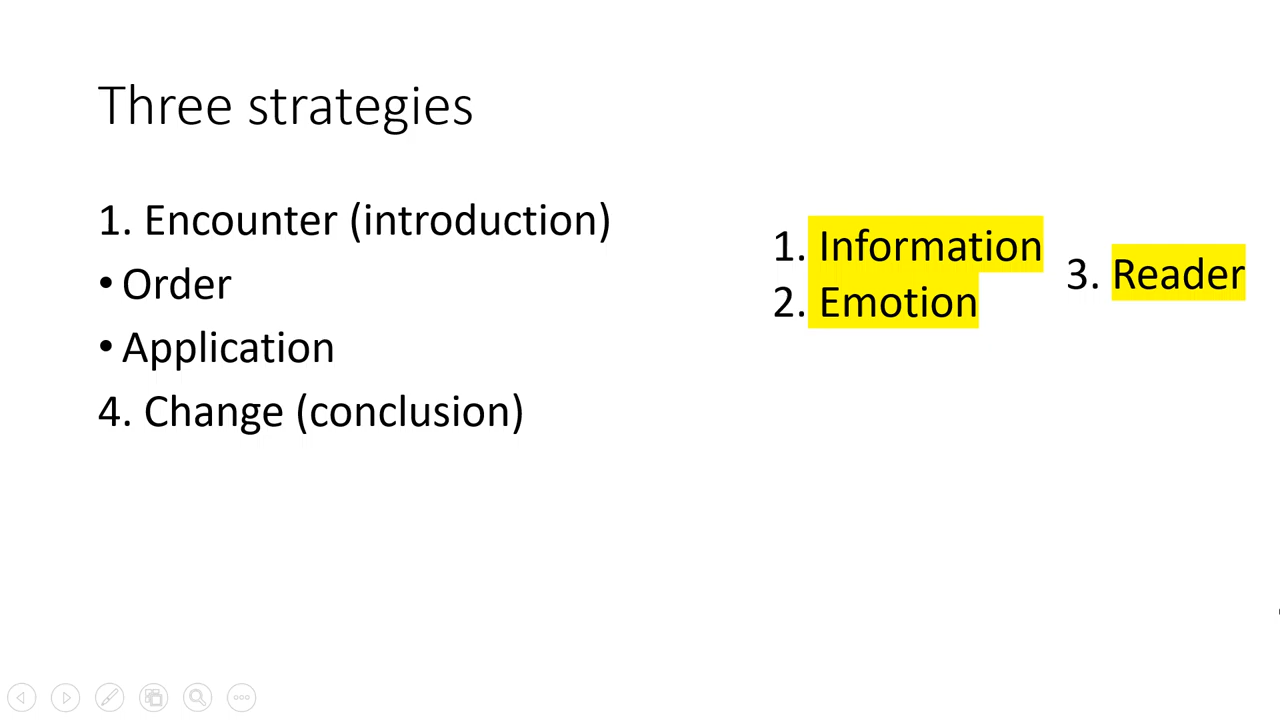 Three strategies
1. Encounter (introduction)
• Order
• Application
4. Change (conclusion)
1. Information
2. Emotion
3. Reader